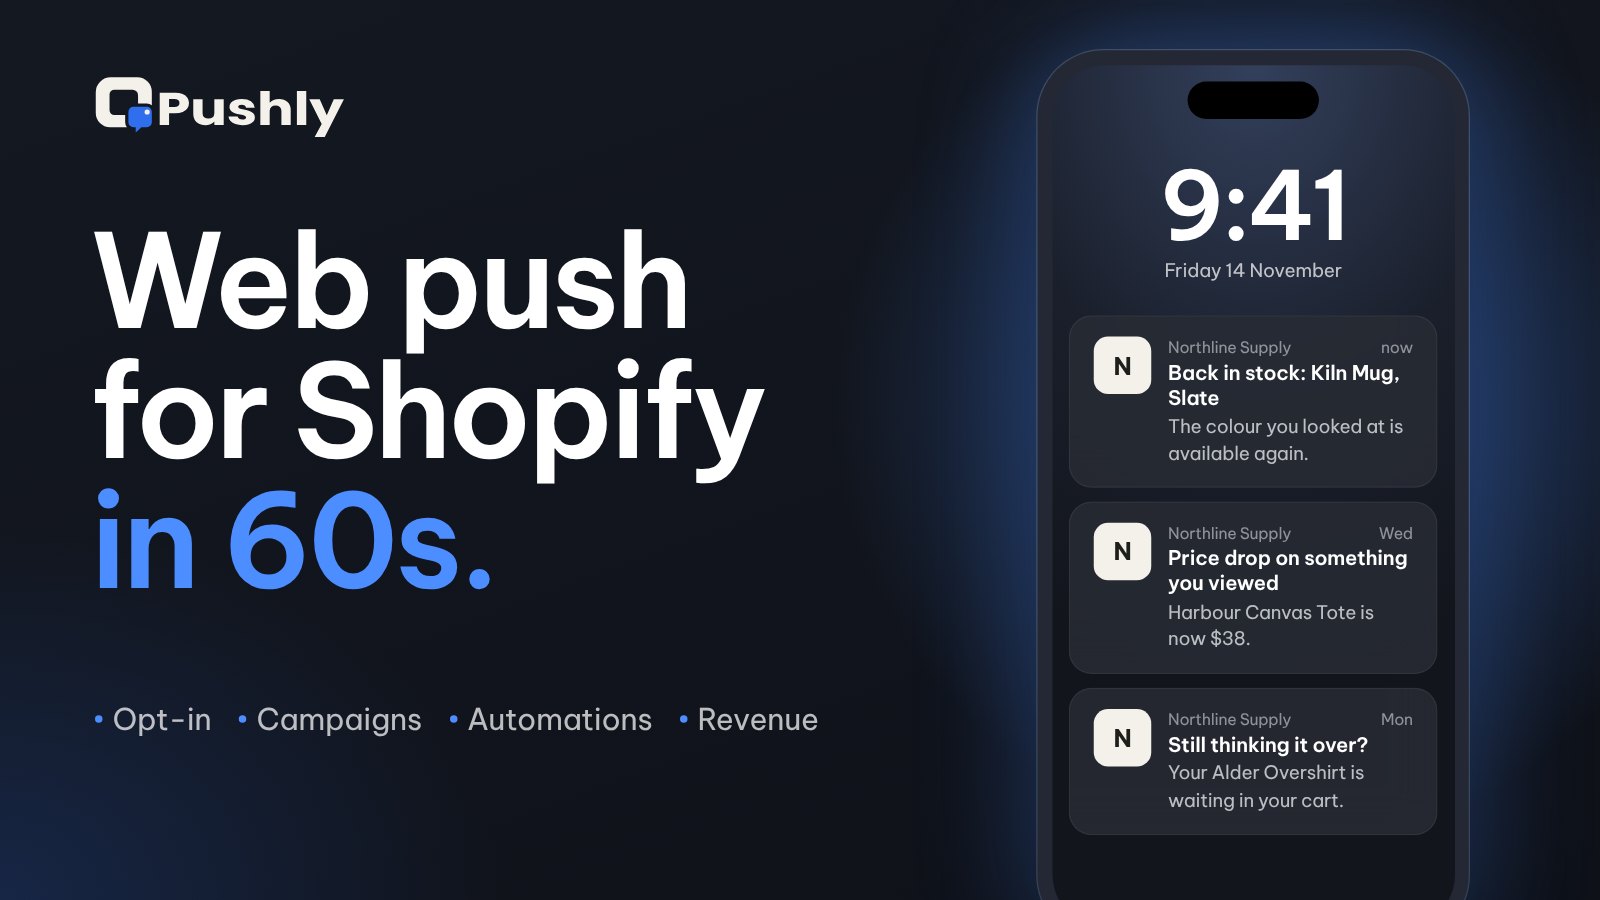 Pushly
Web push
for Shopify
in 60s.
• Opt-in • Campaigns • Automations • Revenue
9:41
Friday 14 November
N
Northline Supply now
Back in stock: Kiln Mug,
Slate
The colour you looked at is
available again.
N
Northline Supply Wed
Price drop on something
you viewed
Harbour Canvas Tote is
now $38.
N
Northline Supply Mon
Still thinking it over?
Your Alder Overshirt is
waiting in your cart.